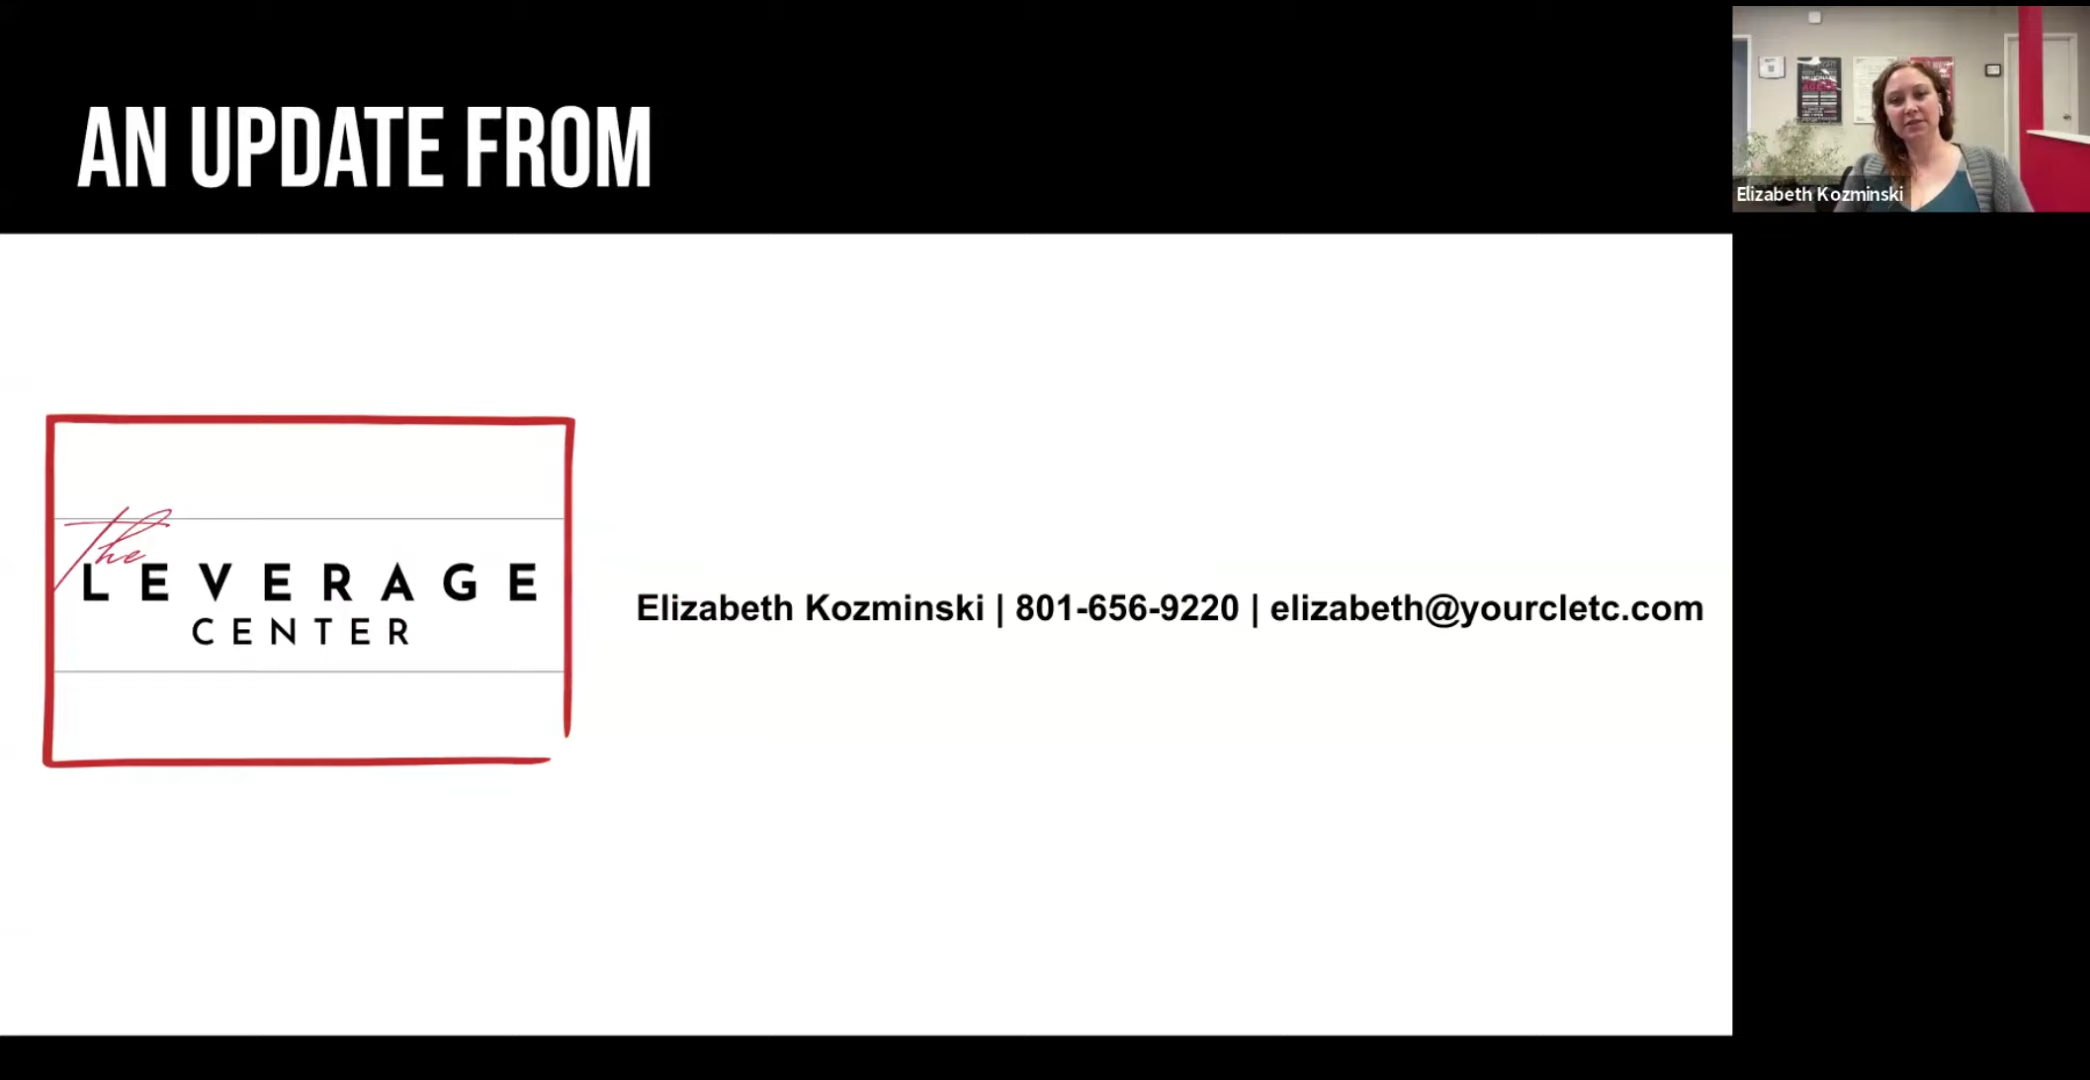 AN UPDATE FROM
Elizabeth Kozminski
The
LEVERAGE
CENTER
Elizabeth Kozminski | 801-656-9220 | elizabeth@yourcletc.com